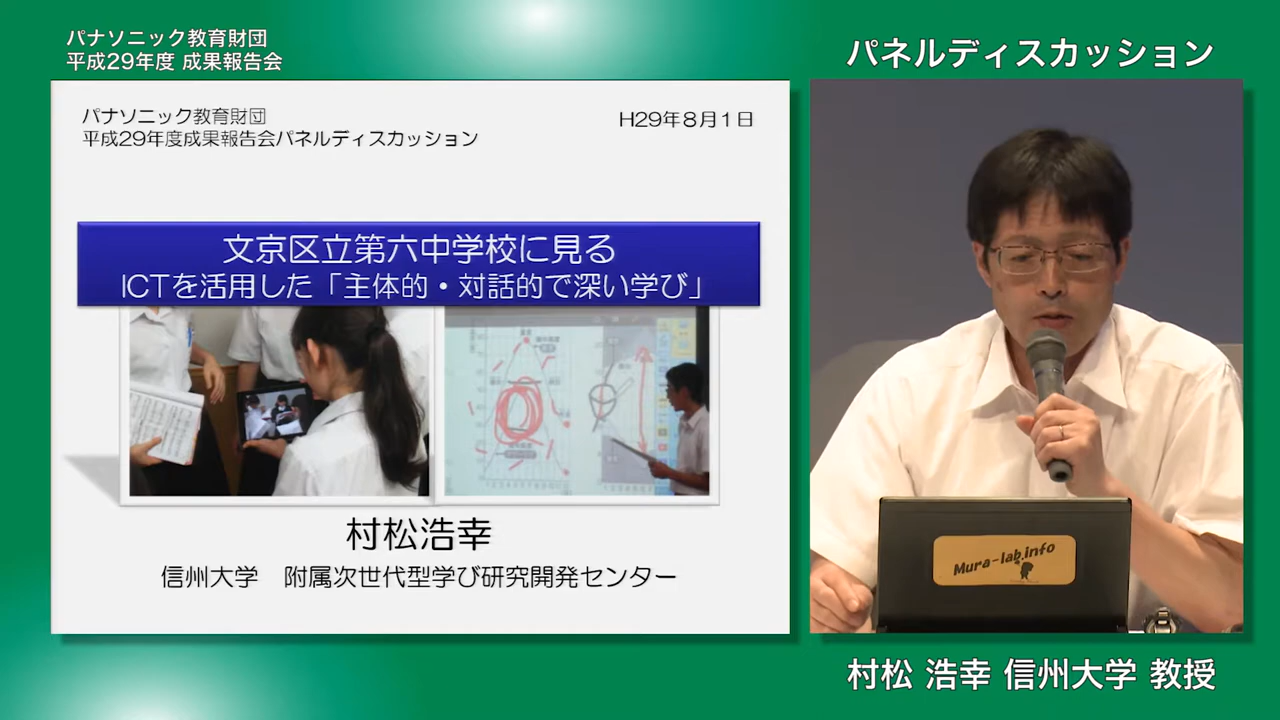 パナソニック教育財団
平成29年度 成果報告会
パネルディスカッション
パナソニック教育財団
平成29年度成果報告会パネルディスカッション
H29年8月1日
文京区立第六中学校に見る
ICTを活用した「主体的・対話的で深い学び」
村松浩幸
信州大学　附属次世代型学び研究開発センター
Mura-lab.info
村松 浩幸 信州大学 教授